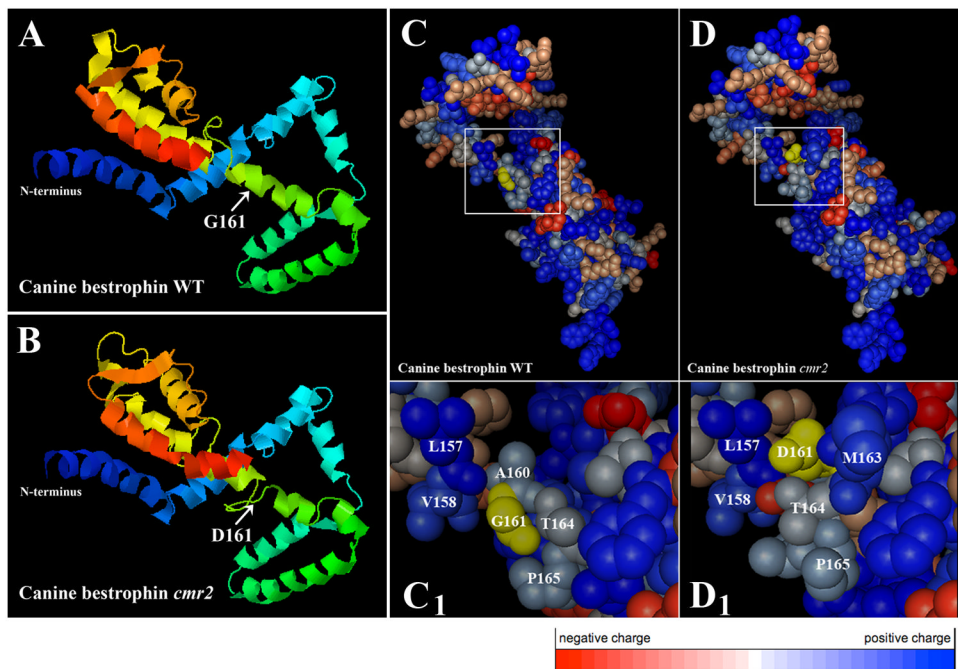 A
N-terminus
G161
Canine bestrophin WT
B
N-terminus
D161
Canine bestrophin cmr2
C
Canine bestrophin WT
D
Canine bestrophin cmr2
L157
A160
V158
G161
T164
P165
C1
L157
D161
M163
V158
T164
P165
D1
negative charge positive charge